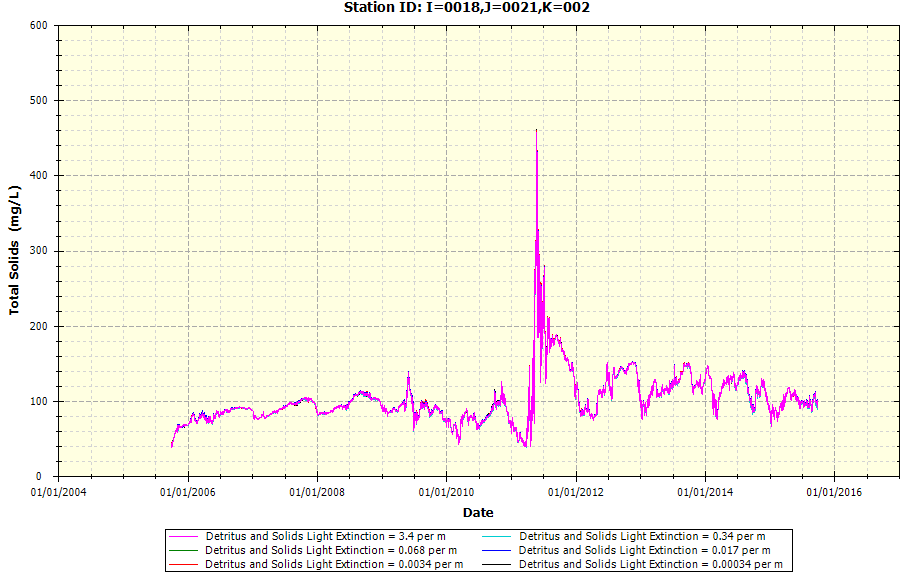 Station ID: I=0018,J=0021,K=002
600
500
400
300
200
100
0
Total Solids (mg/L)
01/01/2004 01/01/2006 01/01/2008 01/01/2010 01/01/2012 01/01/2014 01/01/2016
Date
Detritus and Solids Light Extinction = 3.4 per m Detritus and Solids Light Extinction = 0.34 per m
Detritus and Solids Light Extinction = 0.068 per m Detritus and Solids Light Extinction = 0.017 per m
Detritus and Solids Light Extinction = 0.0034 per m Detritus and Solids Light Extinction = 0.00034 per m